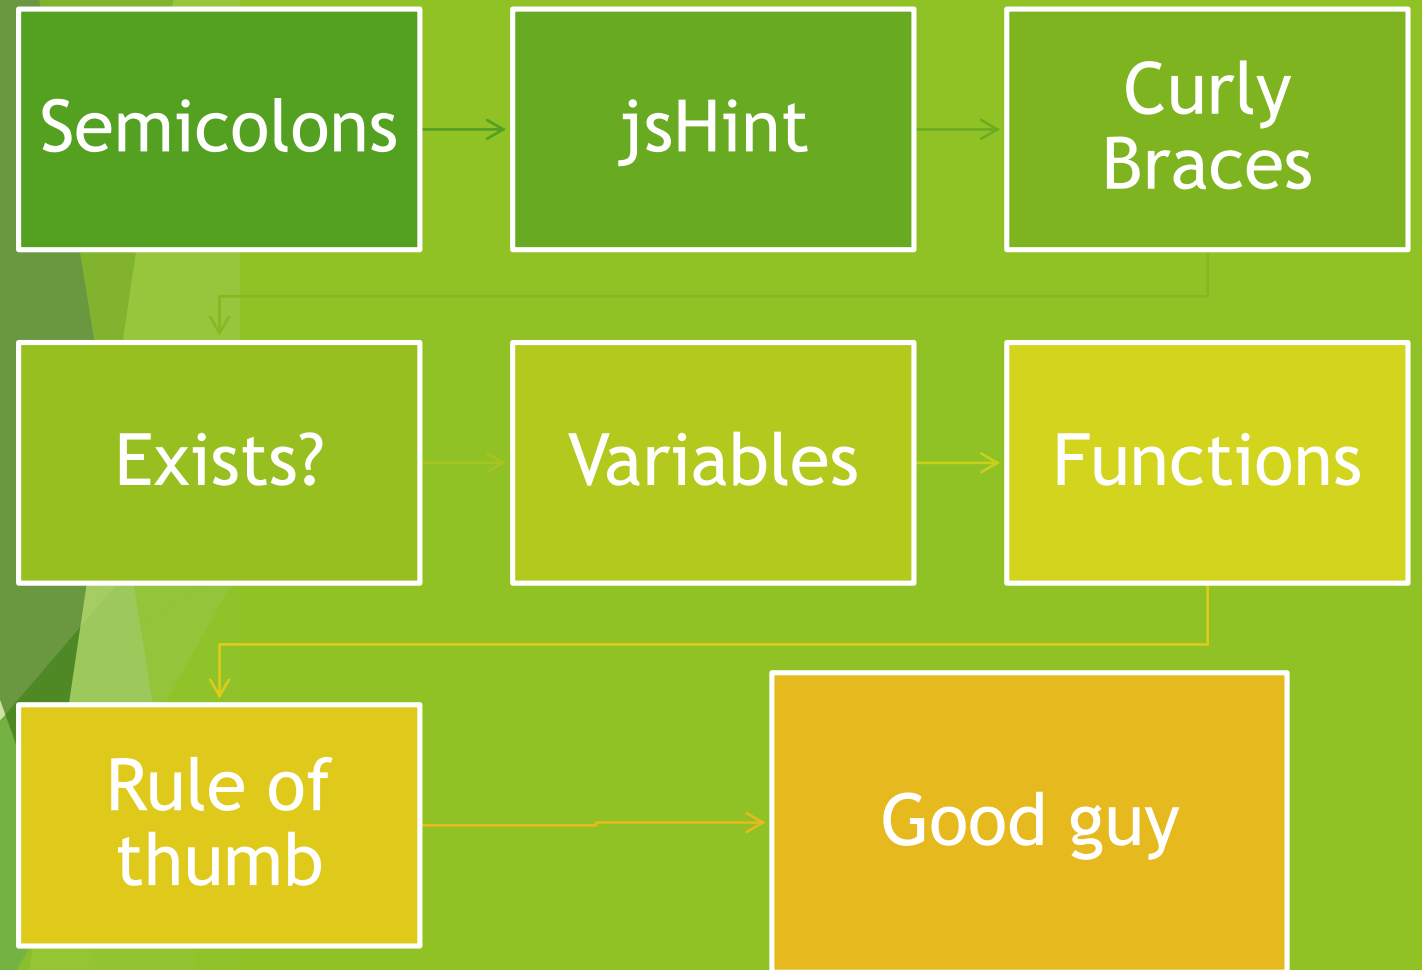 Semicolons
jsHint
Curly
Braces
Exists?
Variables
Functions
Rule of
thumb
Good guy